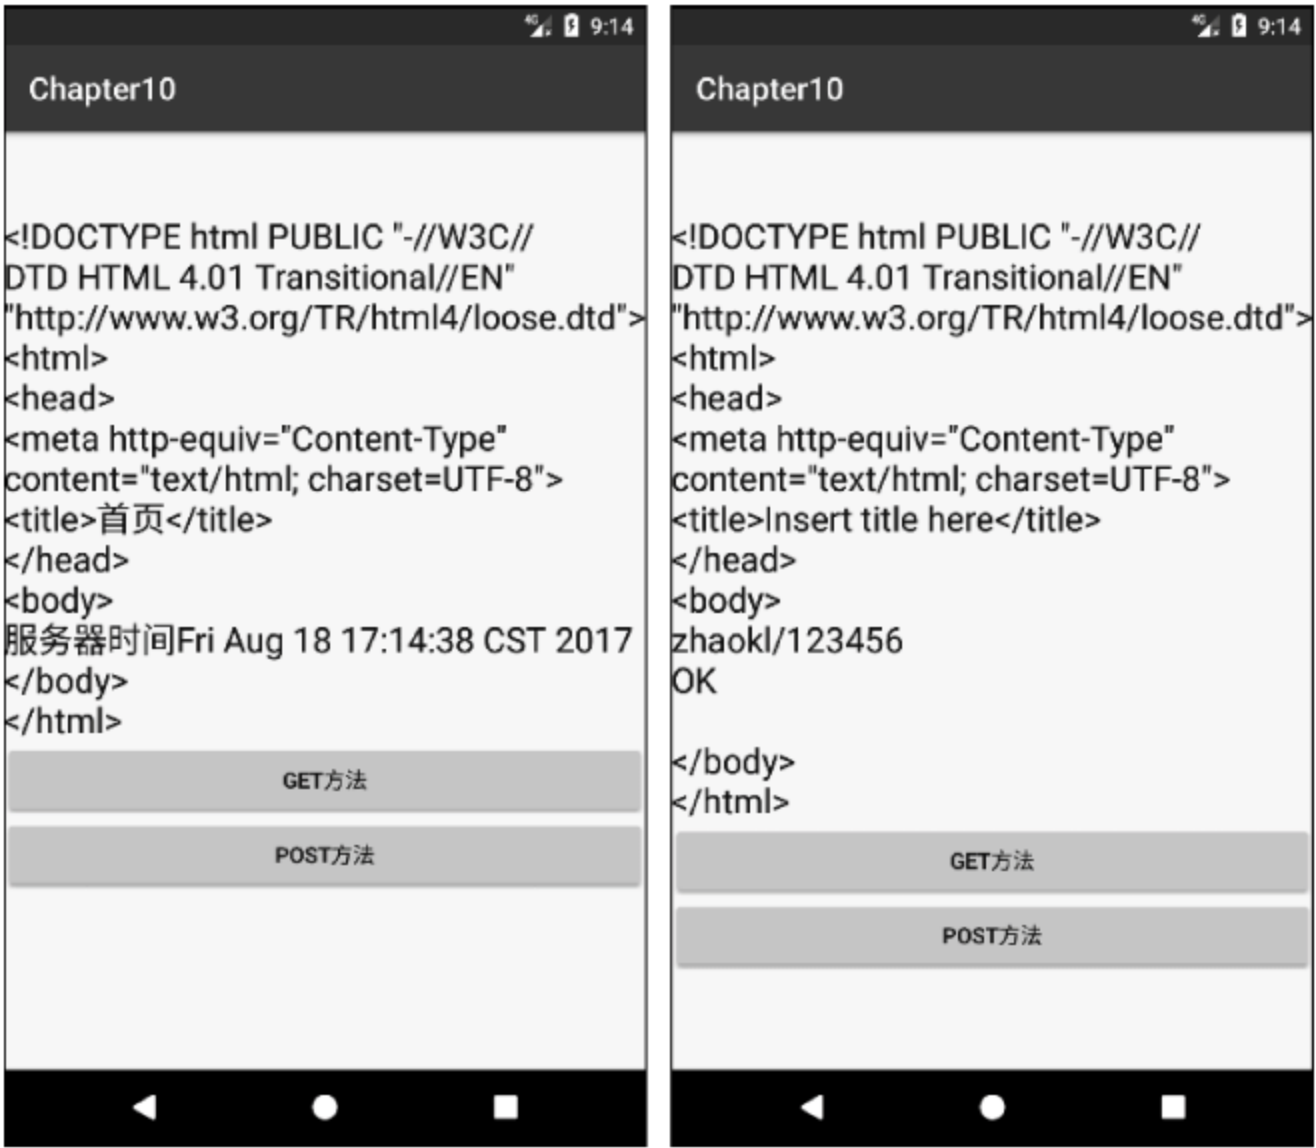 4G 9:14
Chapter10
<!DOCTYPE html PUBLIC "-//W3C//
DTD HTML 4.01 Transitional//EN"
"http://www.w3.org/TR/html4/loose.dtd">
<html>
<head>
<meta http-equiv="Content-Type"
content="text/html; charset=UTF-8">
<title>首页</title>
</head>
<body>
服务器时间Fri Aug 18 17:14:38 CST 2017
</body>
</html>
GET方法
POST方法
4G 9:14
Chapter10
<!DOCTYPE html PUBLIC "-//W3C//
DTD HTML 4.01 Transitional//EN"
"http://www.w3.org/TR/html4/loose.dtd">
<html>
<head>
<meta http-equiv="Content-Type"
content="text/html; charset=UTF-8">
<title>Insert title here</title>
</head>
<body>
zhaokl/123456
OK
</body>
</html>
GET方法
POST方法